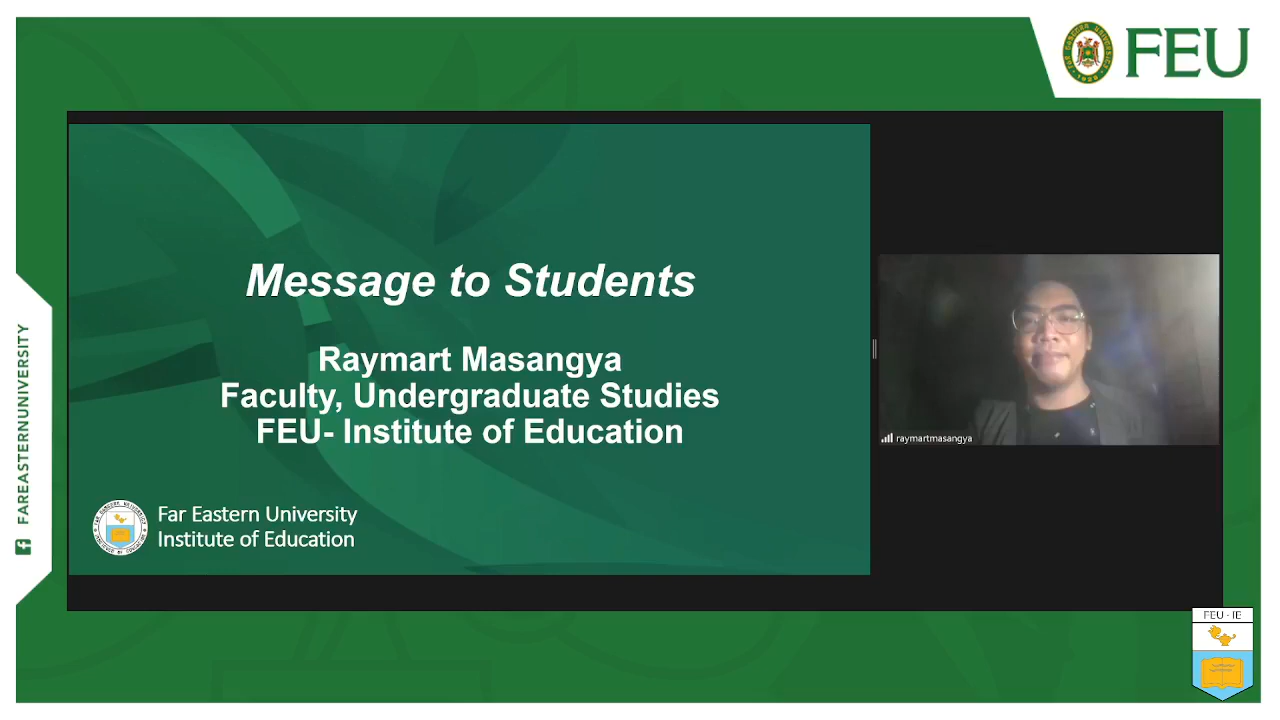 FEU
Message to Students
Raymart Masangya
Faculty, Undergraduate Studies
FEU- Institute of Education
Far Eastern University
Institute of Education
raymartmasangya
FAREASTERNUNIVERSITY
FEU - IE